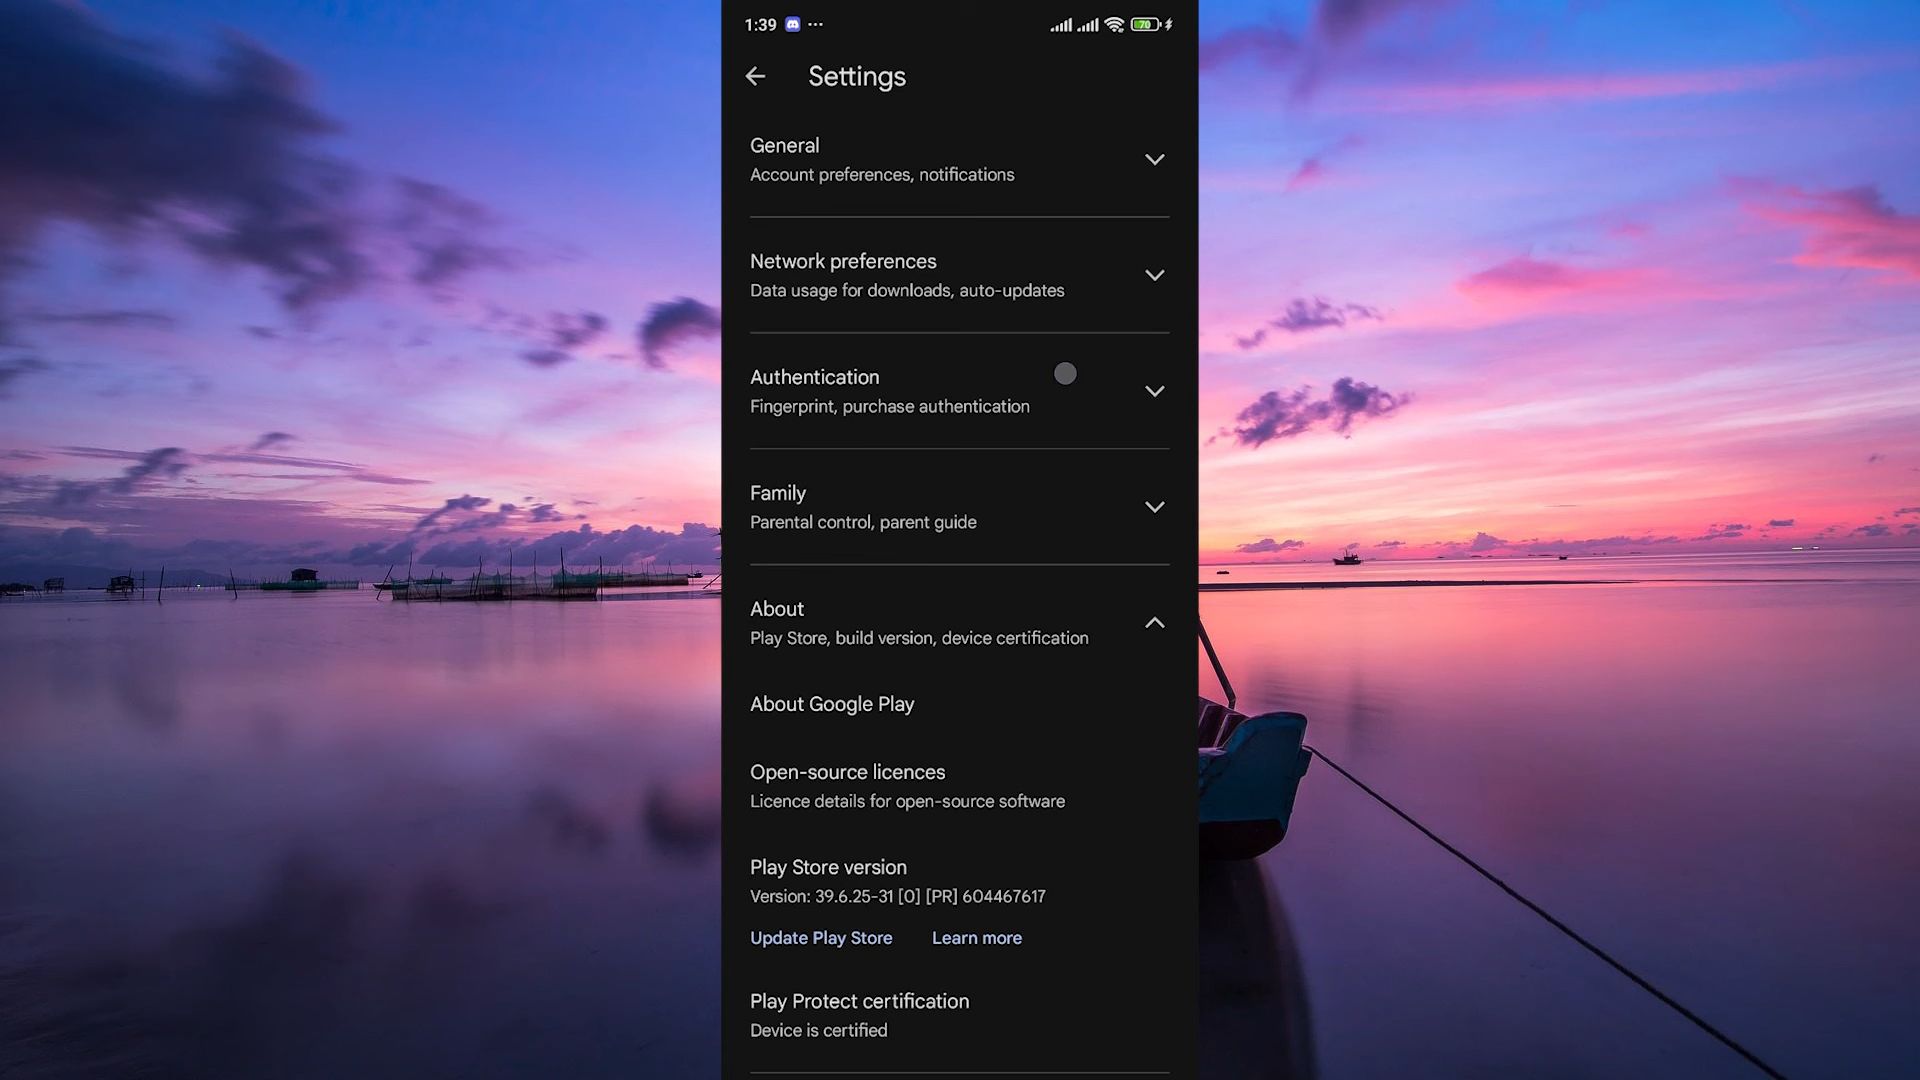 1:39 ... 70
Settings
General
Account preferences, notifications
Network preferences
Data usage for downloads, auto-updates
Authentication
Fingerprint, purchase authentication
Family
Parental control, parent guide
About
Play Store, build version, device certification
About Google Play
Open-source licences
Licence details for open-source software
Play Store version
Version: 39.6.25-31 [0] [PR] 604467617
Update Play Store Learn more
Play Protect certification
Device is certified